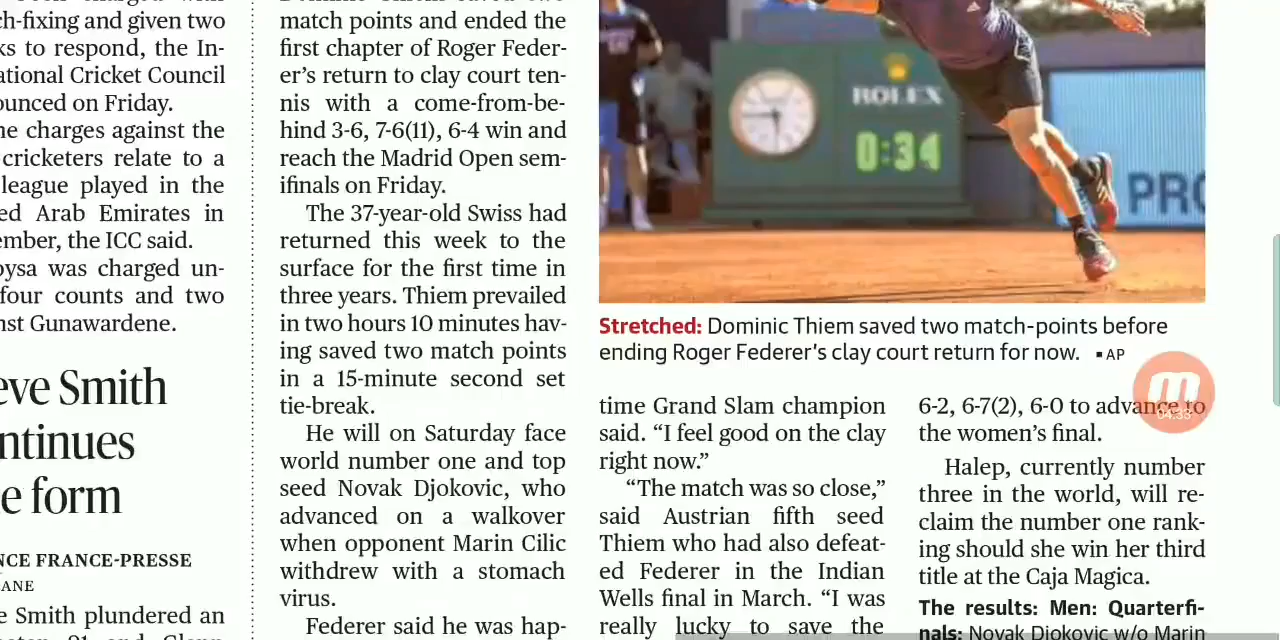 ch-fixing and given two
ks to respond, the In-
ational Cricket Council
ounced on Friday.
he charges against the
cricketers relate to a
league played in the
ed Arab Emirates in
ember, the ICC said.
oysa was charged un-
four counts and two
nst Gunawardene.
eve Smith
ntinues
e form
NCE FRANCE-PRESSE
ANE
e Smith plundered an
match points and ended the
first chapter of Roger Feder-
er's return to clay court ten-
nis with a come-from-be-
hind 3-6, 7-6(11), 6-4 win and
reach the Madrid Open sem-
ifinals on Friday.
The 37-year-old Swiss had
returned this week to the
surface for the first time in
three years. Thiem prevailed
in two hours 10 minutes hav-
ing saved two match points
in a 15-minute second set
tie-break.
He will on Saturday face
world number one and top
seed Novak Djokovic, who
advanced on a walkover
when opponent Marin Cilic
withdrew with a stomach
virus.
Federer said he was hap-
ROLEX
0:34
PRO
Stretched: Dominic Thiem saved two match-points before
ending Roger Federer's clay court return for now. ▪ AP
time Grand Slam champion
said. “I feel good on the clay
right now.”
“The match was so close,”
said Austrian fifth seed
Thiem who had also defeat-
ed Federer in the Indian
Wells final in March. “I was
really lucky to save the
6-2, 6-7(2), 6-0 to advance to
the women's final.
Halep, currently number
three in the world, will re-
claim the number one rank-
ing should she win her third
title at the Caja Magica.
The results: Men: Quarterfi-
nals: Novak Djokovic w/o Marin
04:33